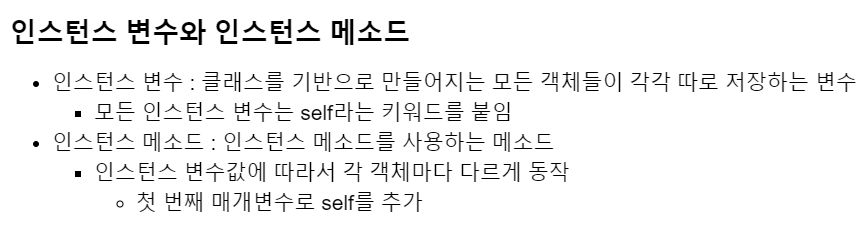 인스턴스 변수와 인스턴스 메소드
인스턴스 변수 : 클래스를 기반으로 만들어지는 모든 객체들이 각각 따로 저장하는 변수
모든 인스턴스 변수는 self라는 키워드를 붙임
인스턴스 메소드 : 인스턴스 메소드를 사용하는 메소드
인스턴스 변수값에 따라서 각 객체마다 다르게 동작
첫 번째 매개변수로 self를 추가